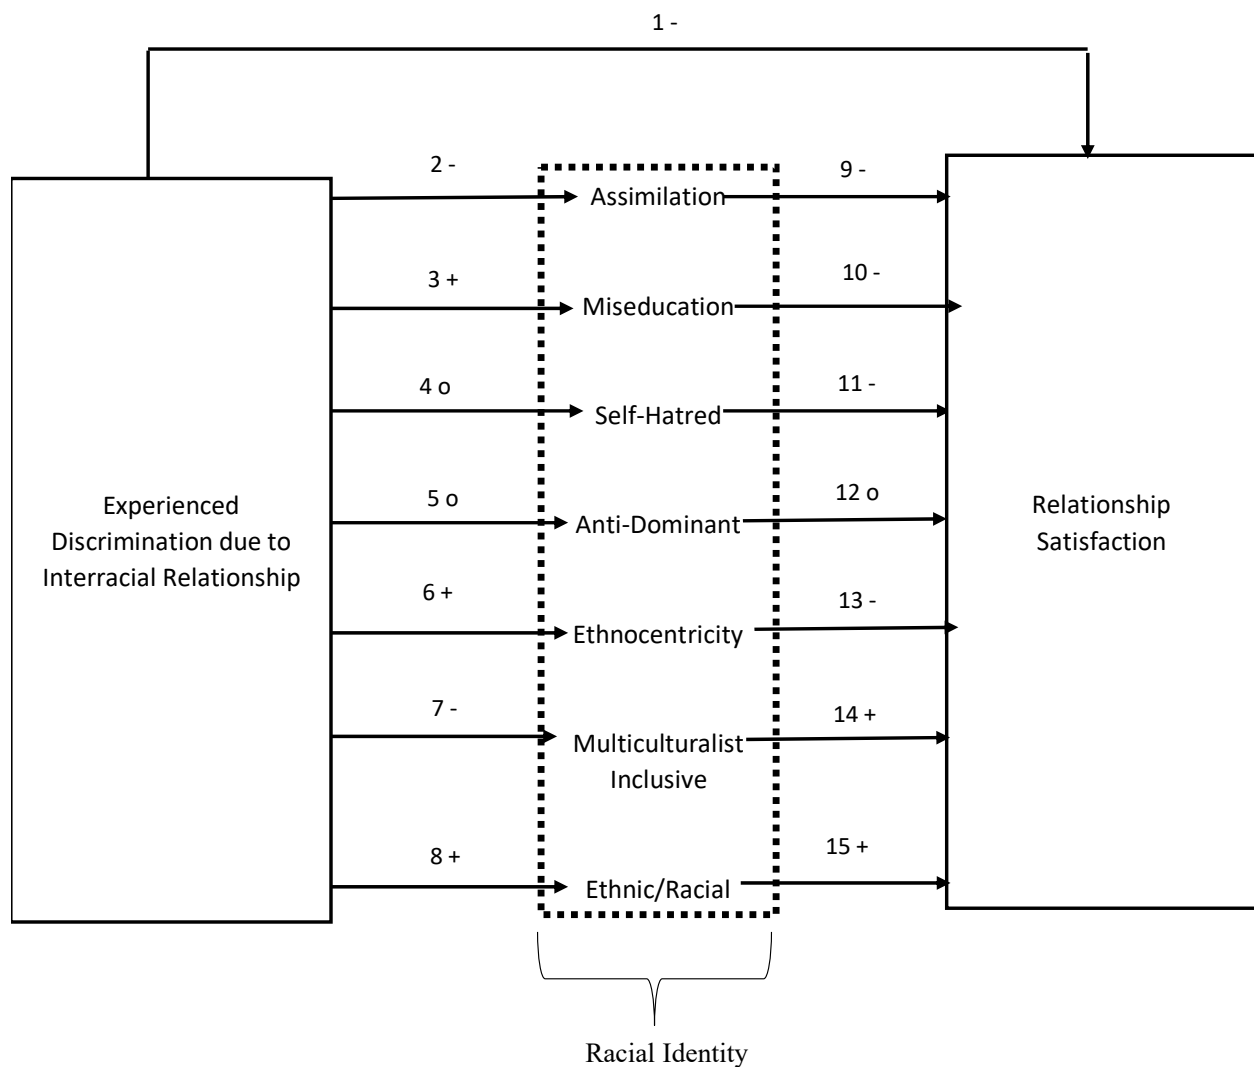 1 -
2 -
Assimilation
9 -
3 +
Miseducation
10 -
4 o
Self-Hatred
11 -
Experienced
Discrimination due to
Interracial Relationship
5 o
Anti-Dominant
12 o
Relationship
Satisfaction
6 +
Ethnocentricity
13 -
7 -
Multiculturalist
Inclusive
14 +
8 +
Ethnic/Racial
15 +
Racial Identity